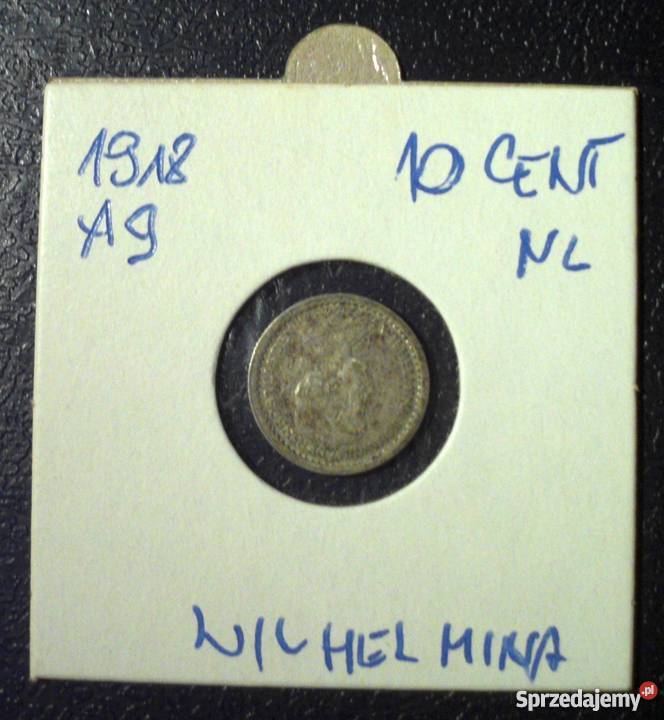 1918 10 CENT
Ag NL
WILHELMINA
Sprzedajemy.pl